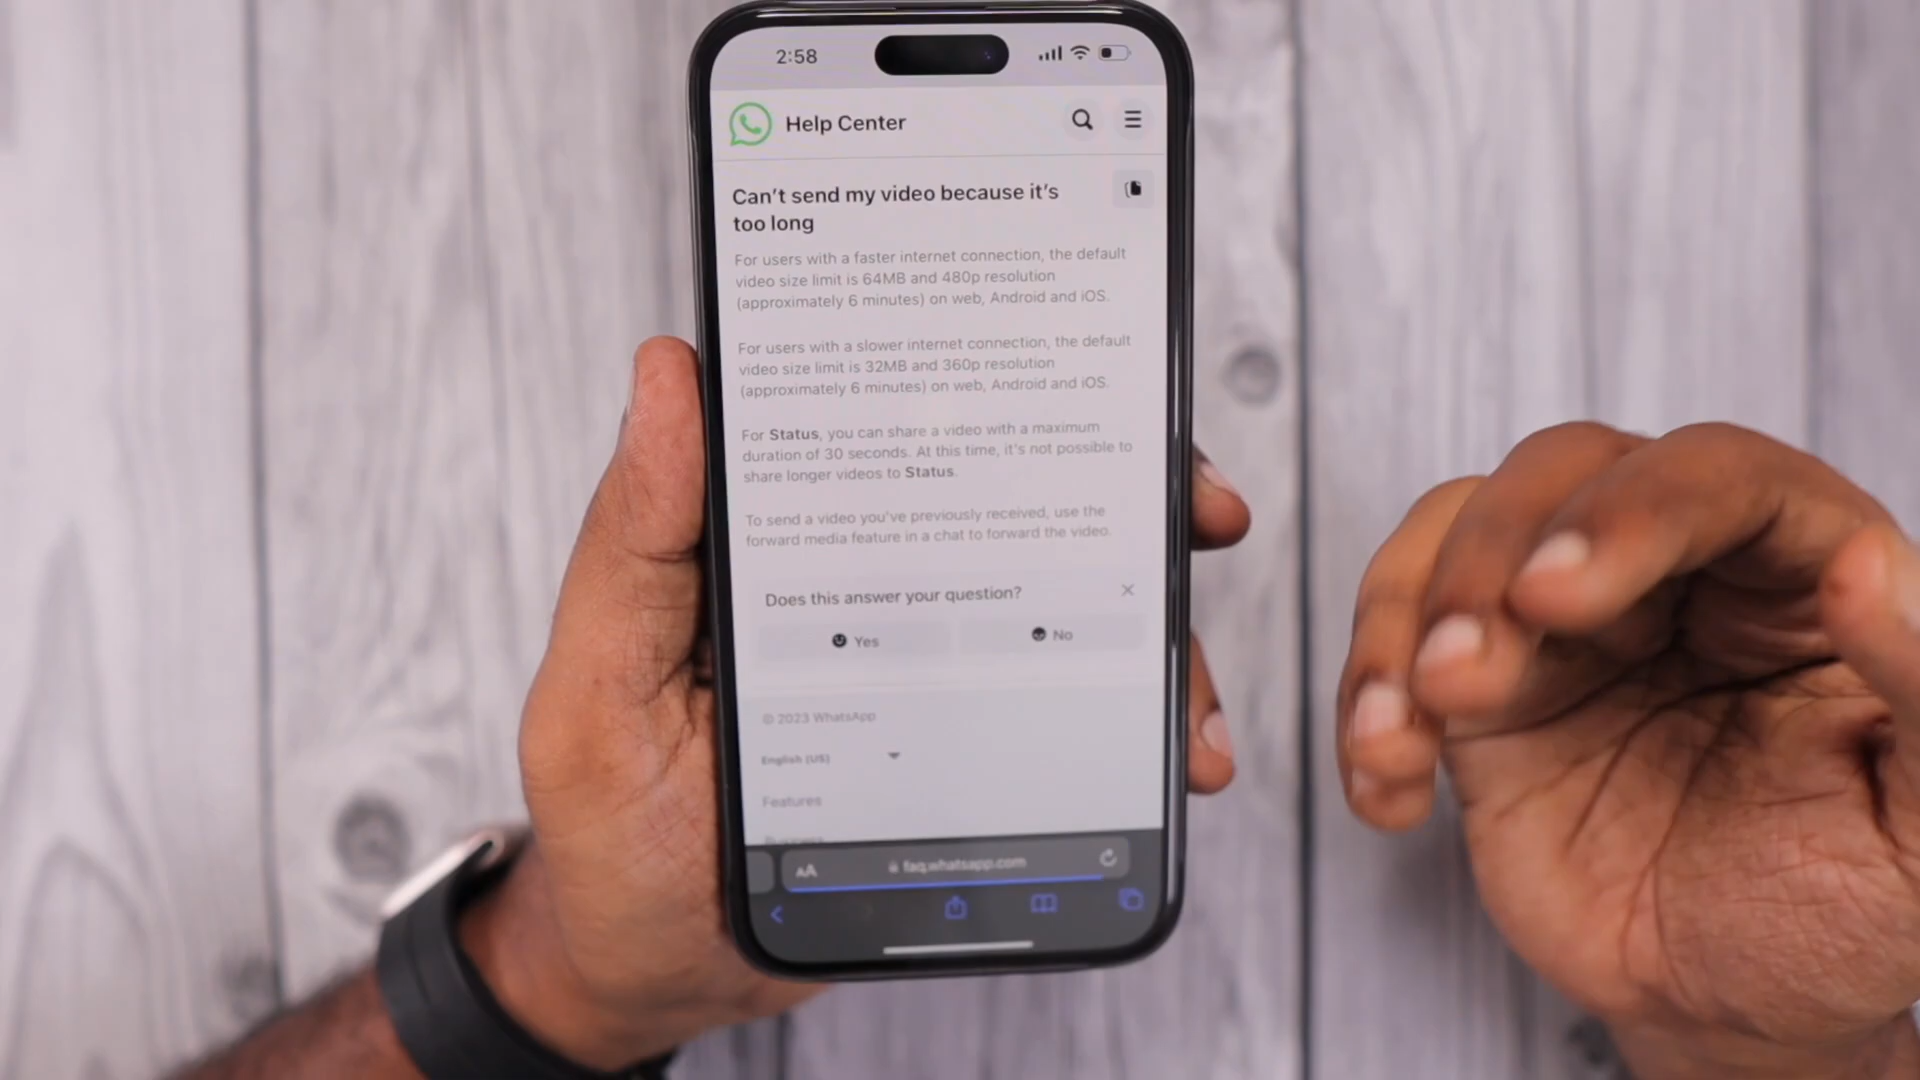 2:58
Help Center
Can't send my video because it's
too long
For users with a faster internet connection, the default
video size limit is 64MB and 480p resolution
(approximately 6 minutes) on web, Android and iOS.
For users with a slower internet connection, the default
video size limit is 32MB and 360p resolution
(approximately 6 minutes) on web, Android and iOS.
For Status, you can share a video with a maximum
duration of 30 seconds. At this time, it's not possible to
share longer videos to Status.
To send a video you've previously received, use the
forward media feature in a chat to forward the video.
Does this answer your question?
Yes
No
© 2023 WhatsApp
English (US)
Features
AA
faq.whatsapp.com